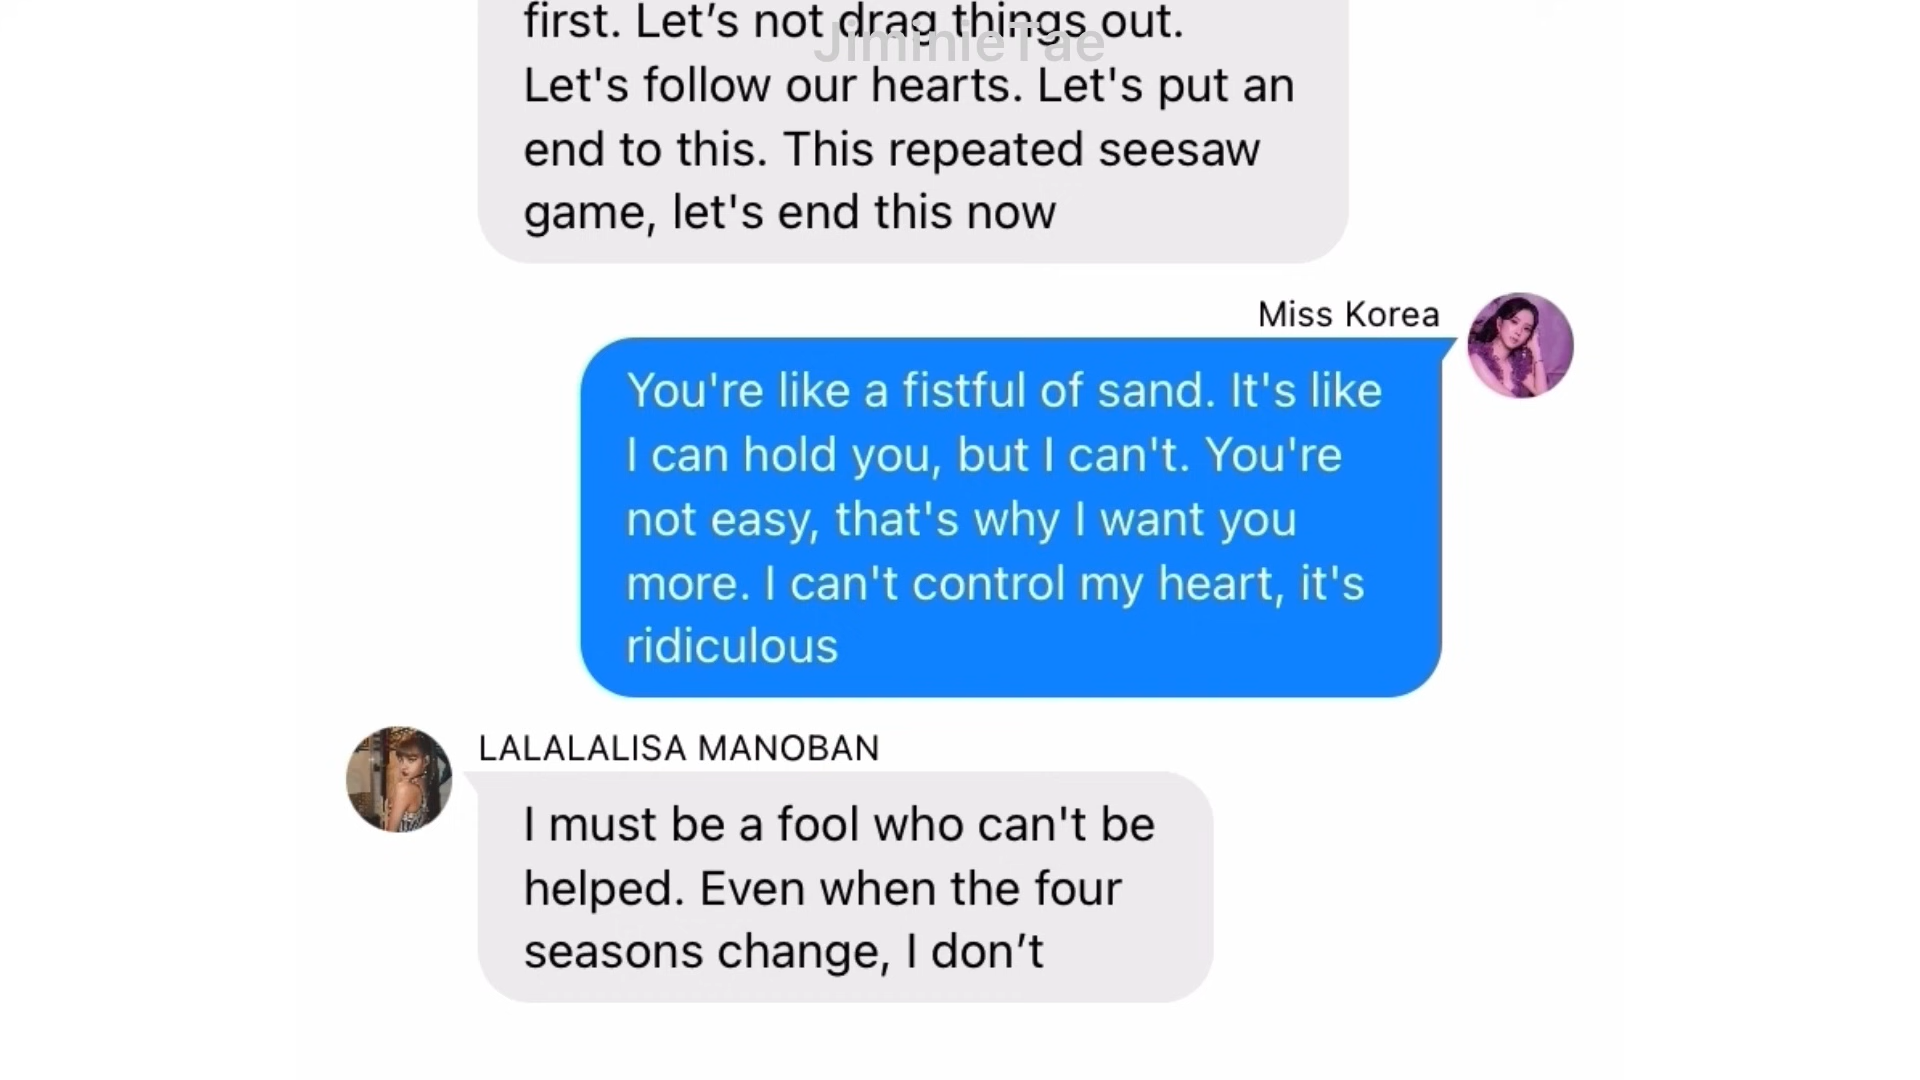 first. Let’s not drag things out.
JiminieTae
Let's follow our hearts. Let's put an
end to this. This repeated seesaw
game, let's end this now
Miss Korea
You're like a fistful of sand. It's like
I can hold you, but I can't. You're
not easy, that's why I want you
more. I can't control my heart, it's
ridiculous
LALALALISA MANOBAN
I must be a fool who can't be
helped. Even when the four
seasons change, I don’t